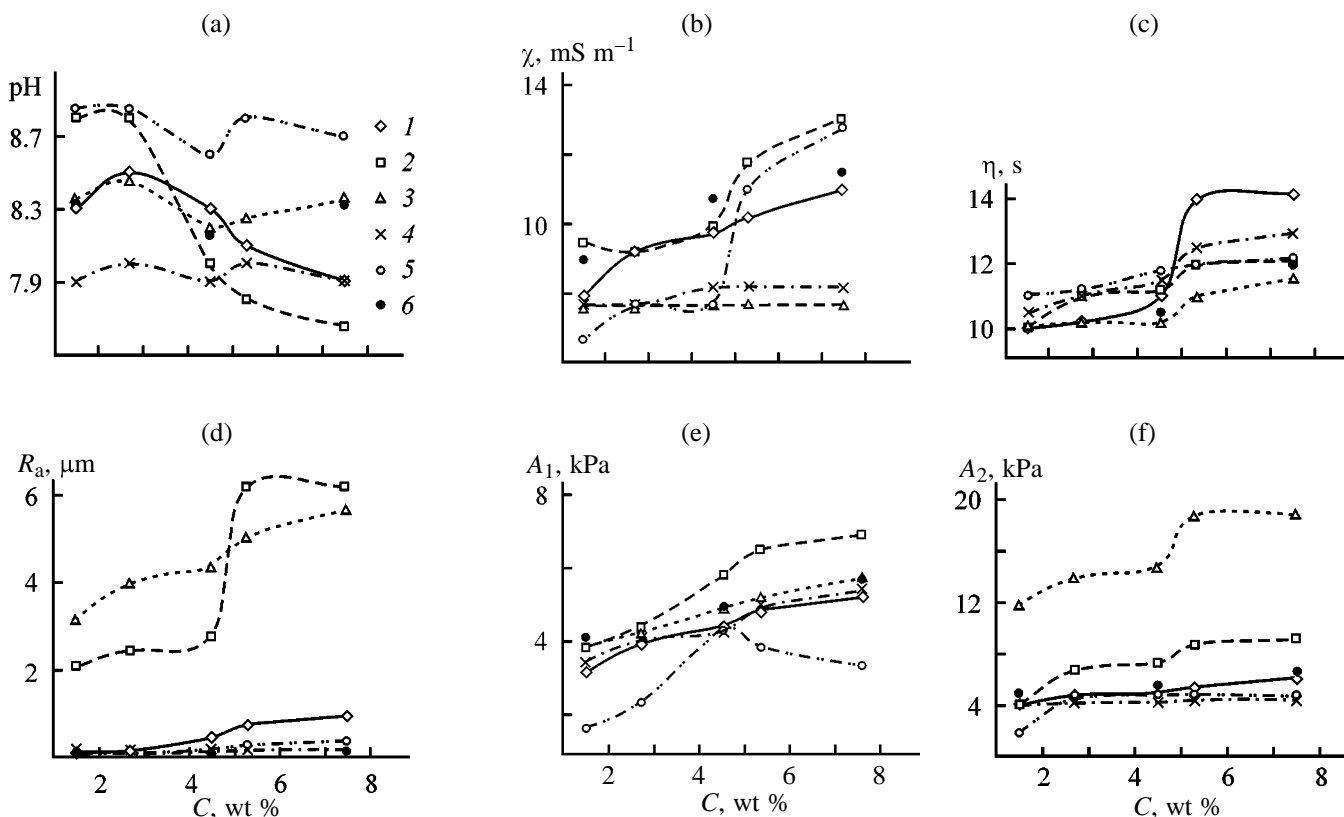 (a)
(b)
(c)
pH
8.7
8.3
7.9
1
2
3
4
5
6
χ, mS m⁻¹
14
10
η, s
14
12
10
(d)
(e)
(f)
Rₐ, μm
6
4
2
2
4
6
8
C, wt %
A₁, kPa
8
4
2
4
6
8
C, wt %
A₂, kPa
20
12
4
2
4
6
8
C, wt %